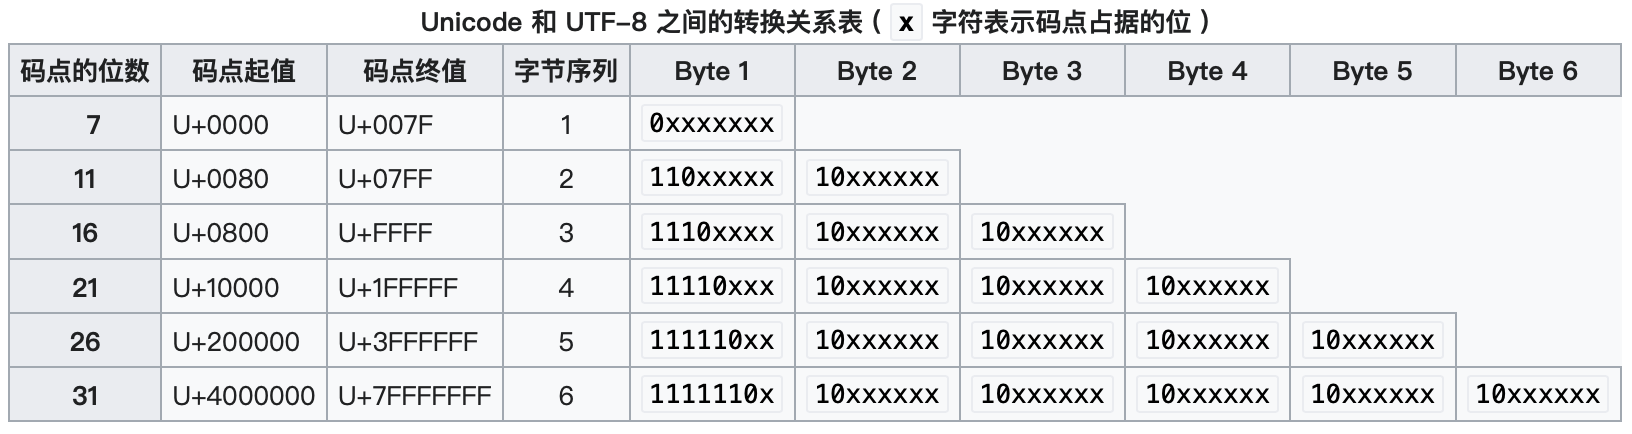 Unicode 和 UTF-8 之间的转换关系表（ x 字符表示码点占据的位）
码点的位数 码点起值 码点终值 字节序列 Byte 1 Byte 2 Byte 3 Byte 4 Byte 5 Byte 6
7 U+0000 U+007F 1 0xxxxxxx
11 U+0080 U+07FF 2 110xxxxx 10xxxxxx
16 U+0800 U+FFFF 3 1110xxxx 10xxxxxx 10xxxxxx
21 U+10000 U+1FFFFF 4 11110xxx 10xxxxxx 10xxxxxx 10xxxxxx
26 U+200000 U+3FFFFFF 5 111110xx 10xxxxxx 10xxxxxx 10xxxxxx 10xxxxxx
31 U+4000000 U+7FFFFFFF 6 1111110x 10xxxxxx 10xxxxxx 10xxxxxx 10xxxxxx 10xxxxxx